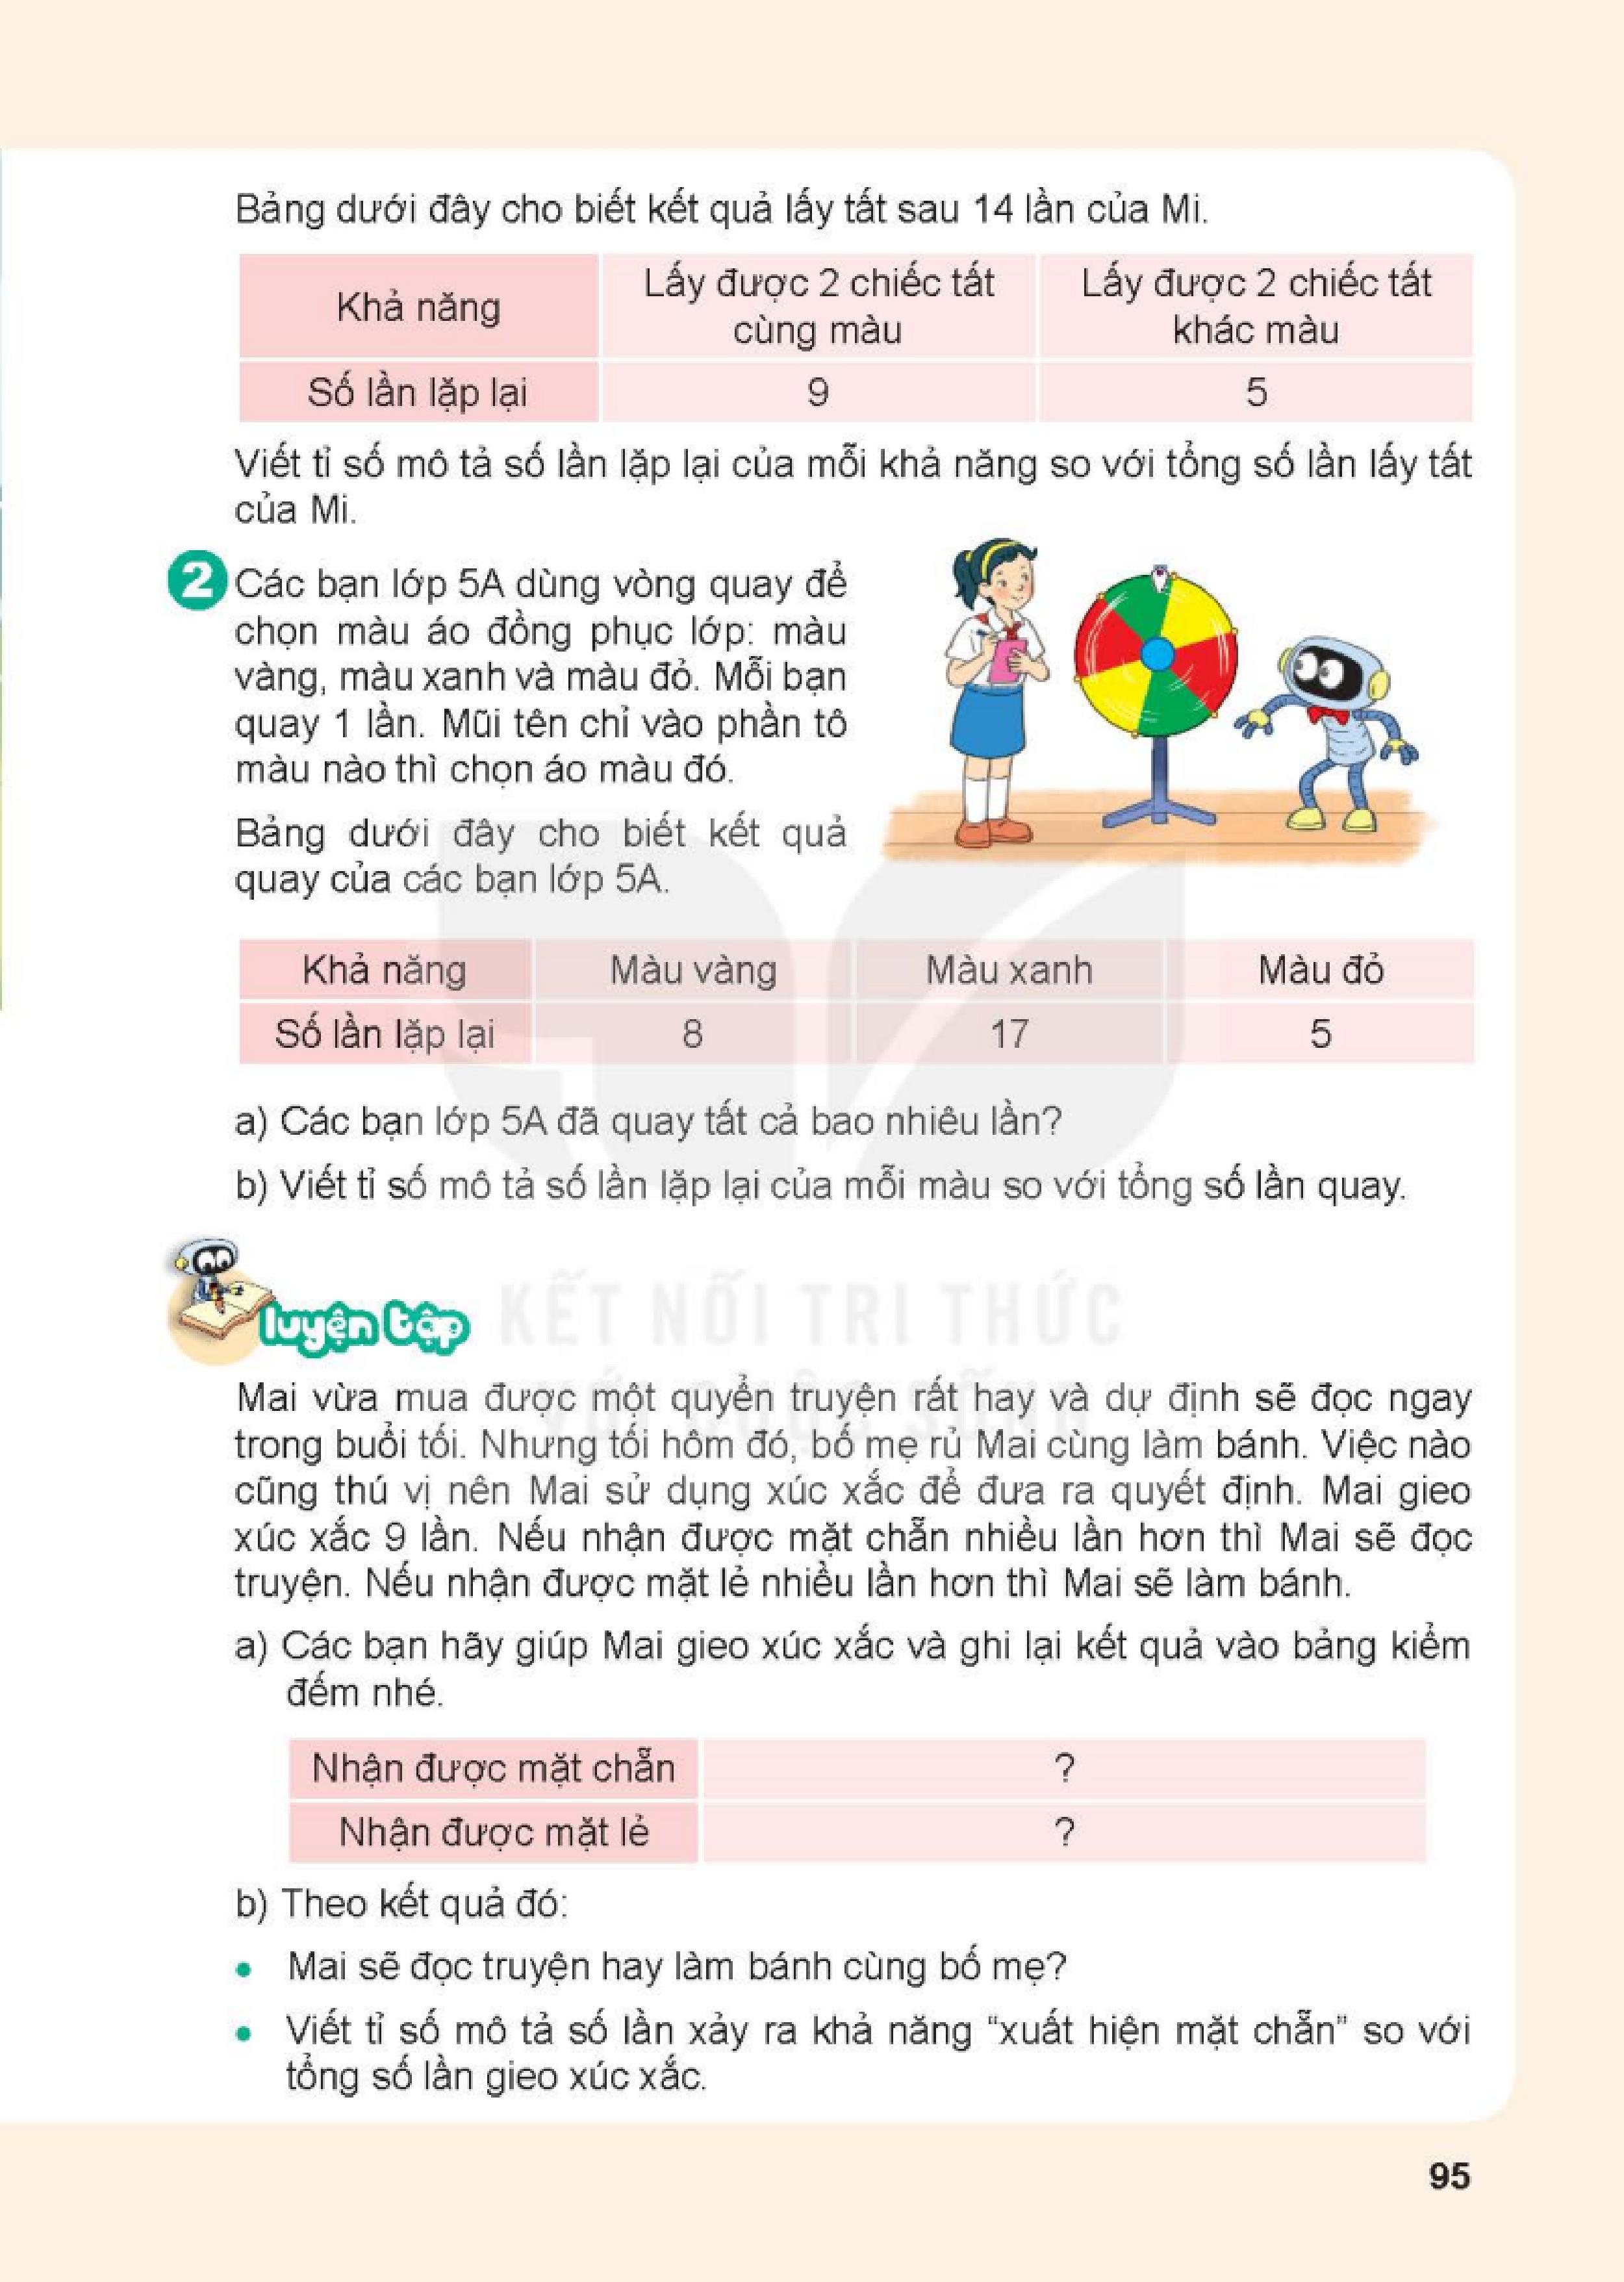 Bảng dưới đây cho biết kết quả lấy tất sau 14 lần của Mi.
Khả năng
Lấy được 2 chiếc tất
cùng màu
Lấy được 2 chiếc tất
khác màu
Số lần lặp lại
9
5
Viết tỉ số mô tả số lần lặp lại của mỗi khả năng so với tổng số lần lấy tất
của Mi.
2
Các bạn lớp 5A dùng vòng quay để
chọn màu áo đồng phục lớp: màu
vàng, màu xanh và màu đỏ. Mỗi bạn
quay 1 lần. Mũi tên chỉ vào phần tô
màu nào thì chọn áo màu đó.
Bảng dưới đây cho biết kết quả
quay của các bạn lớp 5A.
Khả năng
Màu vàng
Màu xanh
Màu đỏ
Số lần lặp lại
8
17
5
a) Các bạn lớp 5A đã quay tất cả bao nhiêu lần?
b) Viết tỉ số mô tả số lần lặp lại của mỗi màu so với tổng số lần quay.
luyện tập
KẾT NỐI TRI THỨC
VỚI CUỘC SỐNG
Mai vừa mua được một quyển truyện rất hay và dự định sẽ đọc ngay
trong buổi tối. Nhưng tối hôm đó, bố mẹ rủ Mai cùng làm bánh. Việc nào
cũng thú vị nên Mai sử dụng xúc xắc để đưa ra quyết định. Mai gieo
xúc xắc 9 lần. Nếu nhận được mặt chẵn nhiều lần hơn thì Mai sẽ đọc
truyện. Nếu nhận được mặt lẻ nhiều lần hơn thì Mai sẽ làm bánh.
a) Các bạn hãy giúp Mai gieo xúc xắc và ghi lại kết quả vào bảng kiểm
đếm nhé.
Nhận được mặt chẵn
?
Nhận được mặt lẻ
?
b) Theo kết quả đó:
• Mai sẽ đọc truyện hay làm bánh cùng bố mẹ?
• Viết tỉ số mô tả số lần xảy ra khả năng “xuất hiện mặt chẵn” so với
tổng số lần gieo xúc xắc.
95